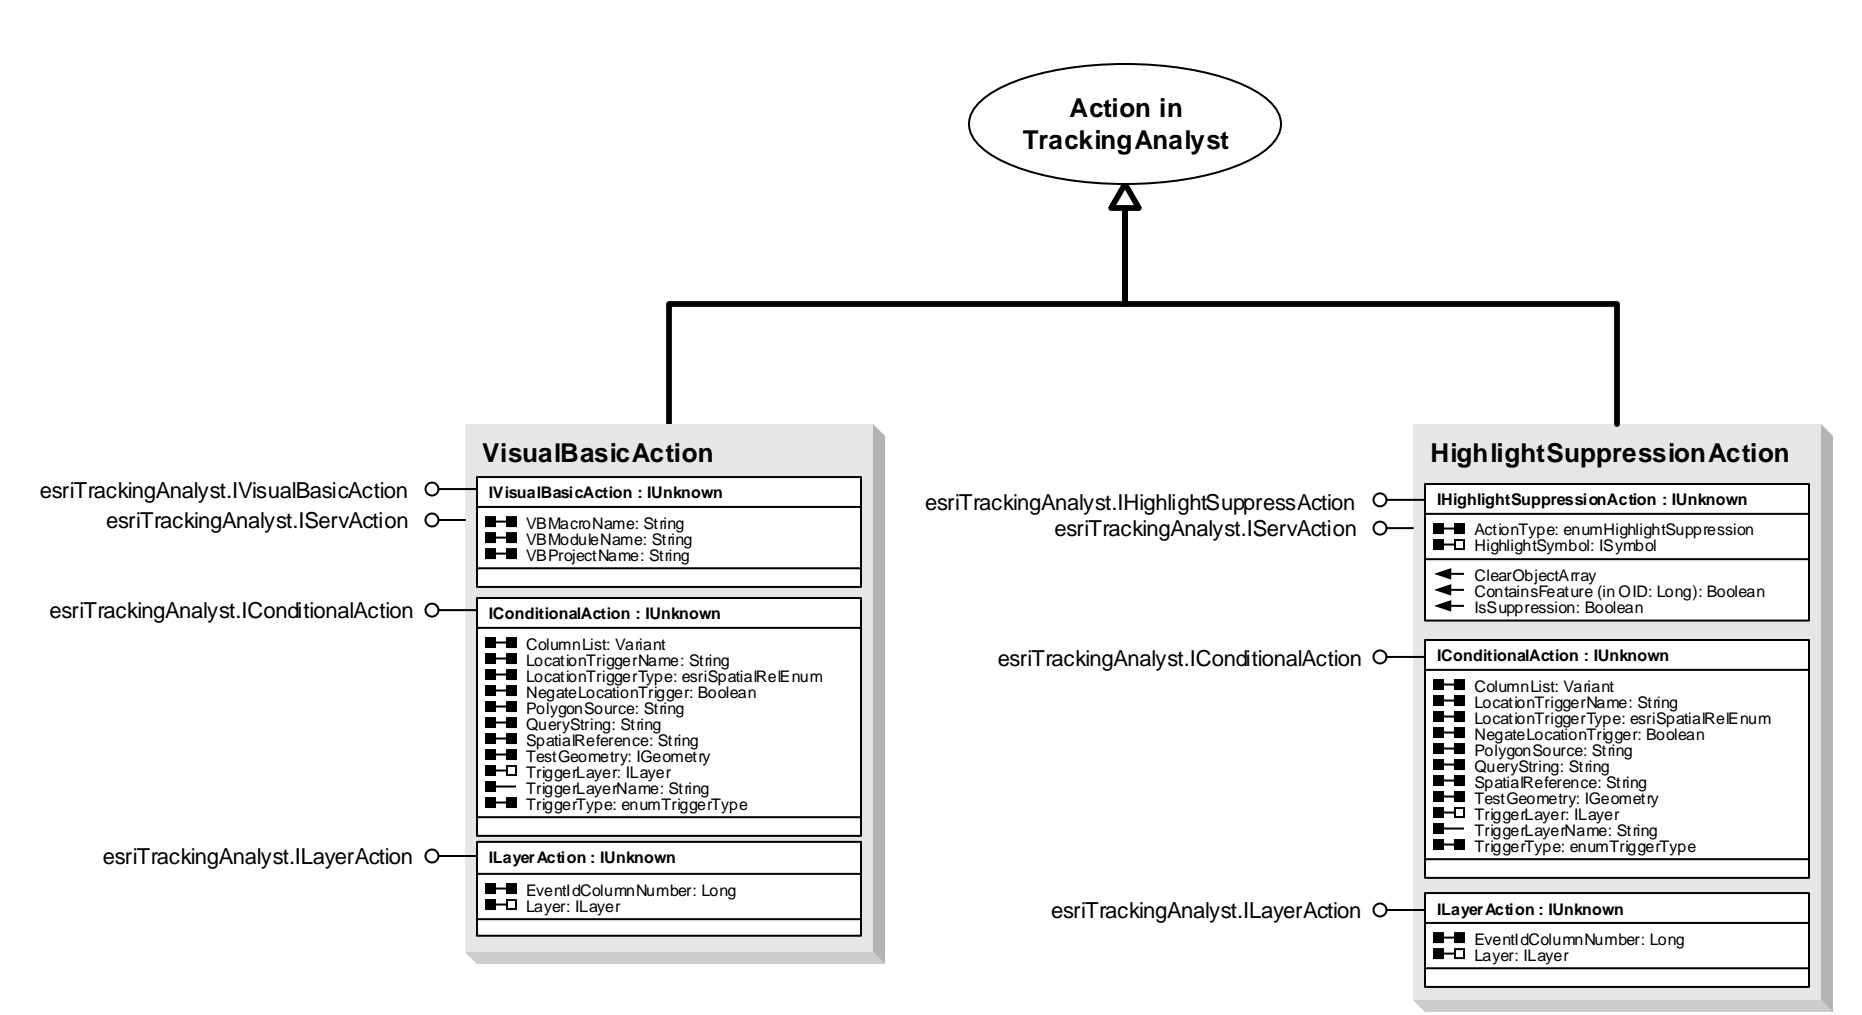 Action in
TrackingAnalyst
VisualBasicAction
esriTrackingAnalyst.IVisualBasicAction
esriTrackingAnalyst.IServAction
IVisualBasicAction : IUnknown
VBMacroName: String
VBModuleName: String
VBProjectName: String
esriTrackingAnalyst.IConditionalAction
IConditionalAction : IUnknown
ColumnList: Variant
LocationTriggerName: String
LocationTriggerType: esriSpatialRelEnum
NegateLocationTrigger: Boolean
PolygonSource: String
QueryString: String
SpatialReference: String
TestGeometry: IGeometry
TriggerLayer: ILayer
TriggerLayerName: String
TriggerType: enumTriggerType
esriTrackingAnalyst.ILayerAction
ILayerAction : IUnknown
EventIdColumnNumber: Long
Layer: ILayer
HighlightSuppressionAction
esriTrackingAnalyst.IHighlightSuppressAction
esriTrackingAnalyst.IServAction
IHighlightSuppressionAction : IUnknown
ActionType: enumHighlightSuppression
HighlightSymbol: ISymbol
ClearObjectArray
ContainsFeature (in OID: Long): Boolean
IsSuppression: Boolean
esriTrackingAnalyst.IConditionalAction
IConditionalAction : IUnknown
ColumnList: Variant
LocationTriggerName: String
LocationTriggerType: esriSpatialRelEnum
NegateLocationTrigger: Boolean
PolygonSource: String
QueryString: String
SpatialReference: String
TestGeometry: IGeometry
TriggerLayer: ILayer
TriggerLayerName: String
TriggerType: enumTriggerType
esriTrackingAnalyst.ILayerAction
ILayerAction : IUnknown
EventIdColumnNumber: Long
Layer: ILayer